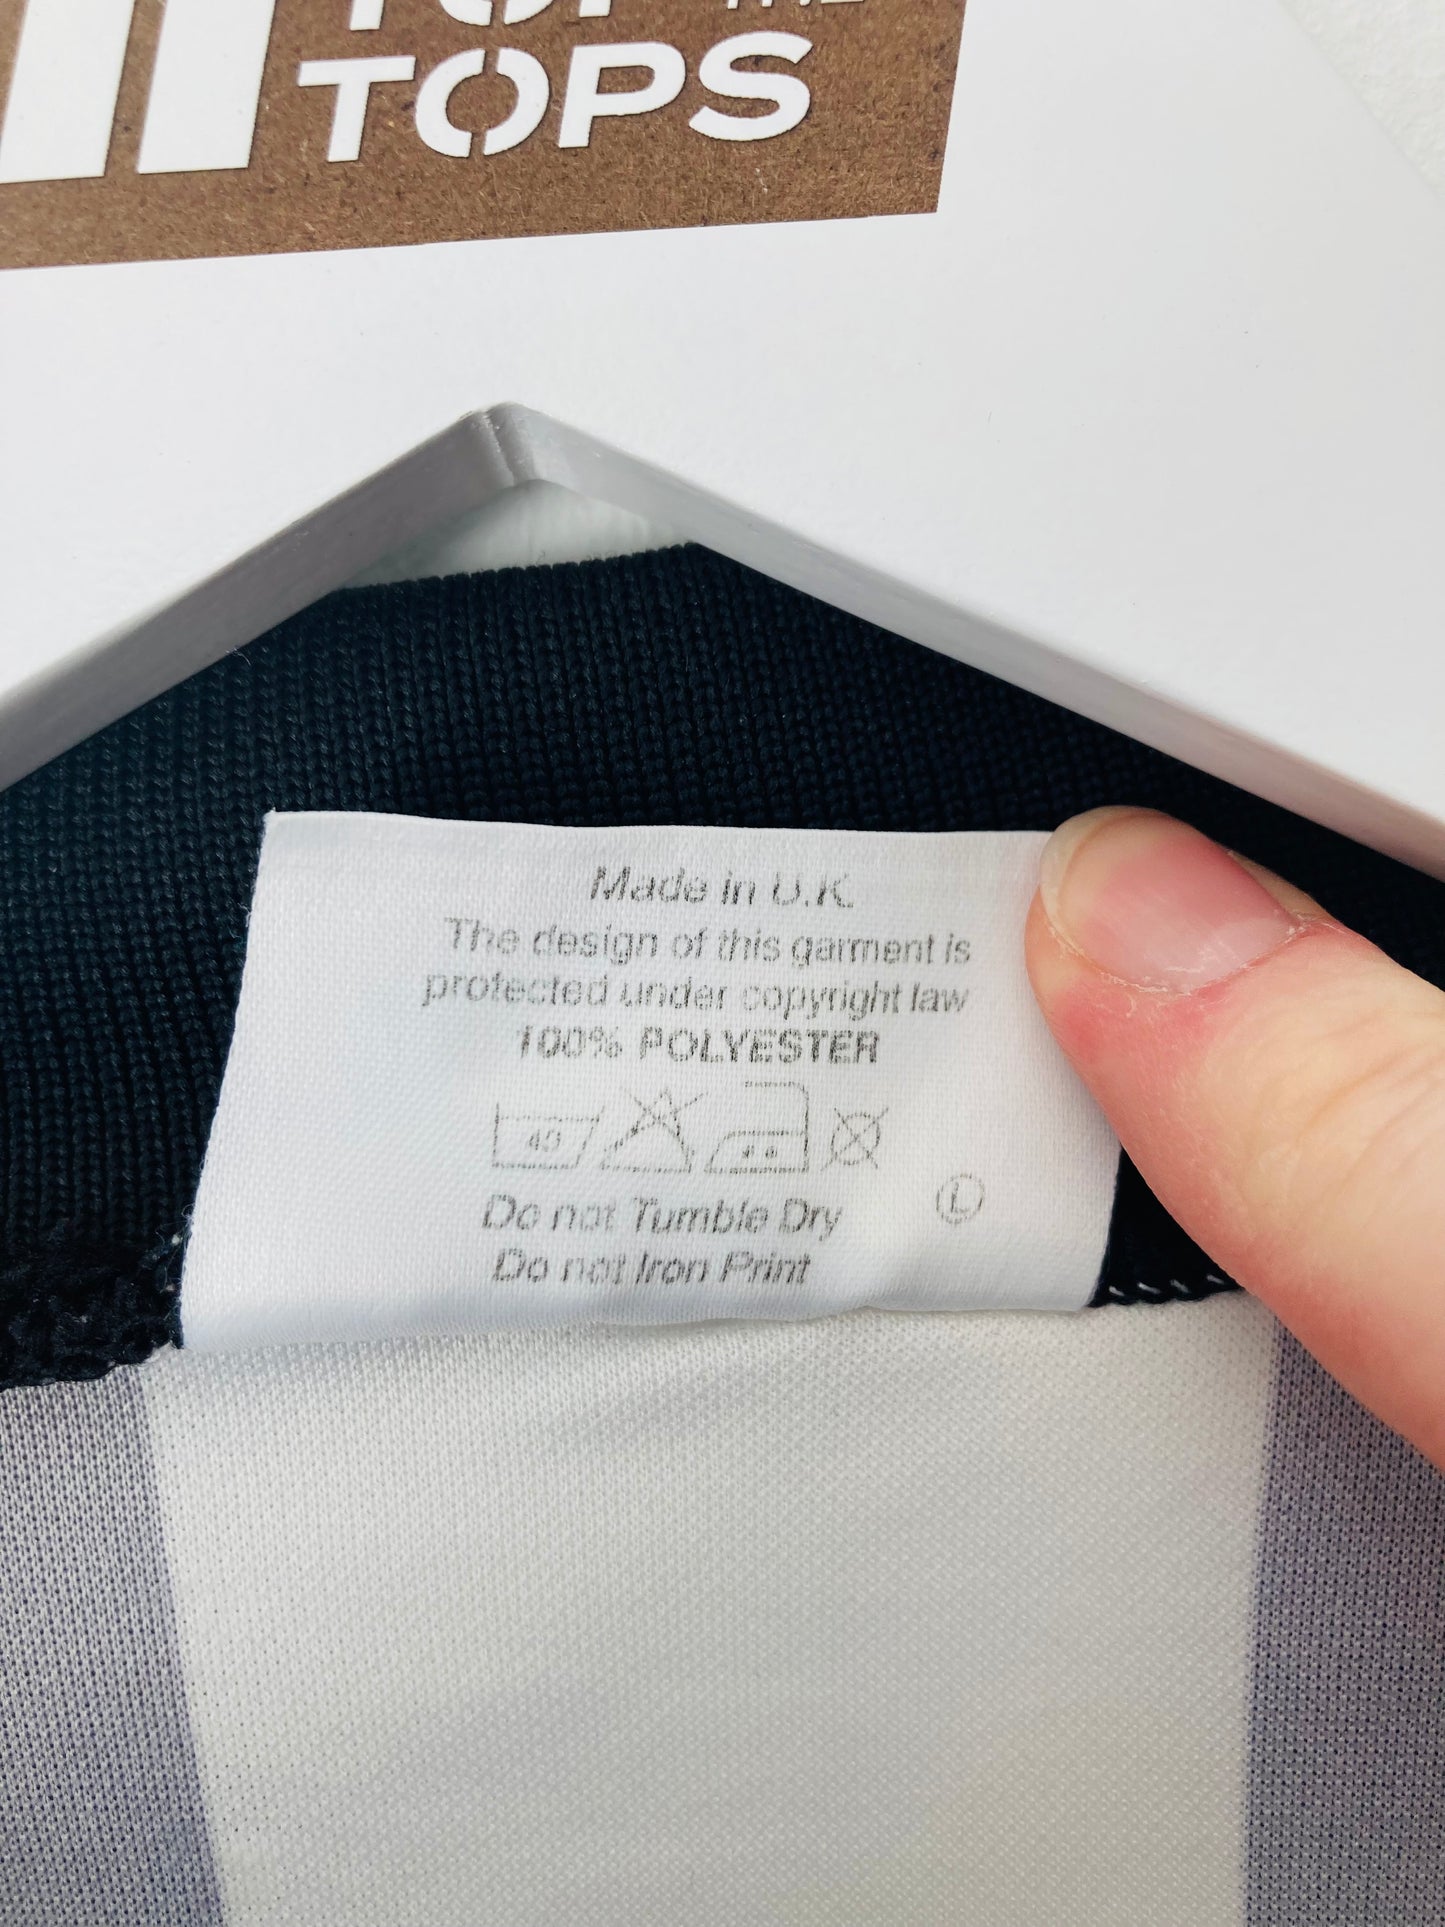 TOPS
Made in U.K.
The design of this garment is
protected under copyright law
100% POLYESTER
40
Do not Tumble Dry
L
Do not Iron Print